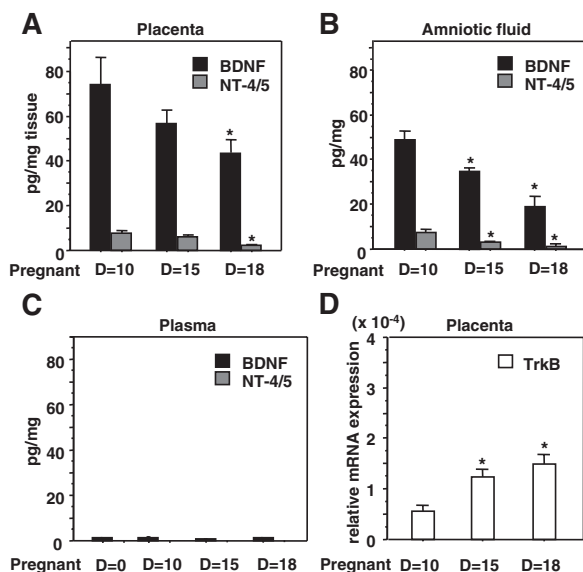 A
Placenta
BDNF
NT-4/5
pg/mg tissue
80
60
40
20
0
Pregnant D=10 D=15 D=18
* *
B
Amniotic fluid
BDNF
NT-4/5
pg/mg
80
60
40
20
0
Pregnant D=10 D=15 D=18
* * * *
C
Plasma
BDNF
NT-4/5
pg/mg
80
60
40
20
0
Pregnant D=0 D=10 D=15 D=18
D
(x 10-4)
Placenta
TrkB
relative mRNA expression
4
3
2
1
0
Pregnant D=10 D=15 D=18
* *